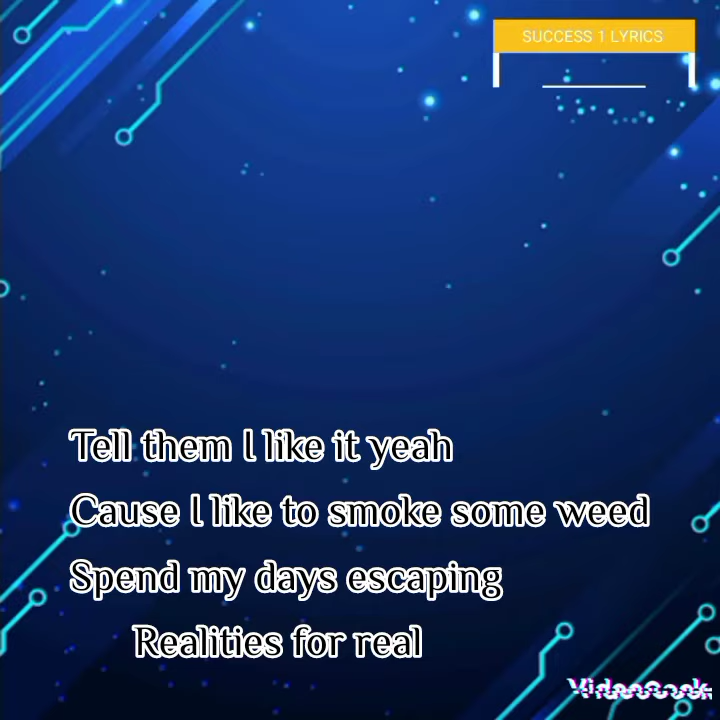 SUCCESS 1 LYRICS
Tell them l like it yeah
Cause l like to smoke some weed
Spend my days escaping
Realities for real
VideoCook